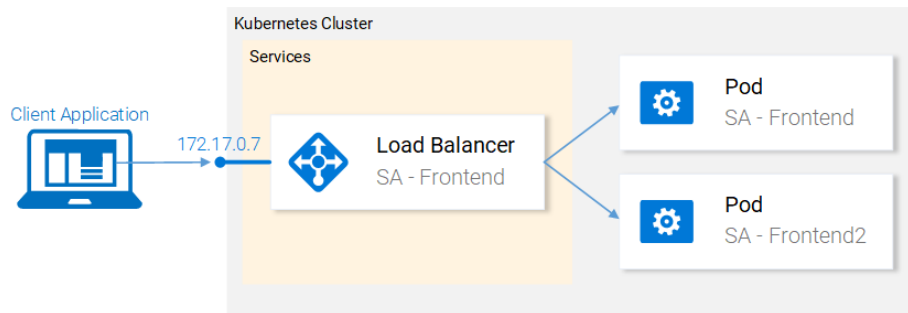 Kubernetes Cluster
Services
Client Application
172.17.0.7
Load Balancer
SA - Frontend
Pod
SA - Frontend
Pod
SA - Frontend2